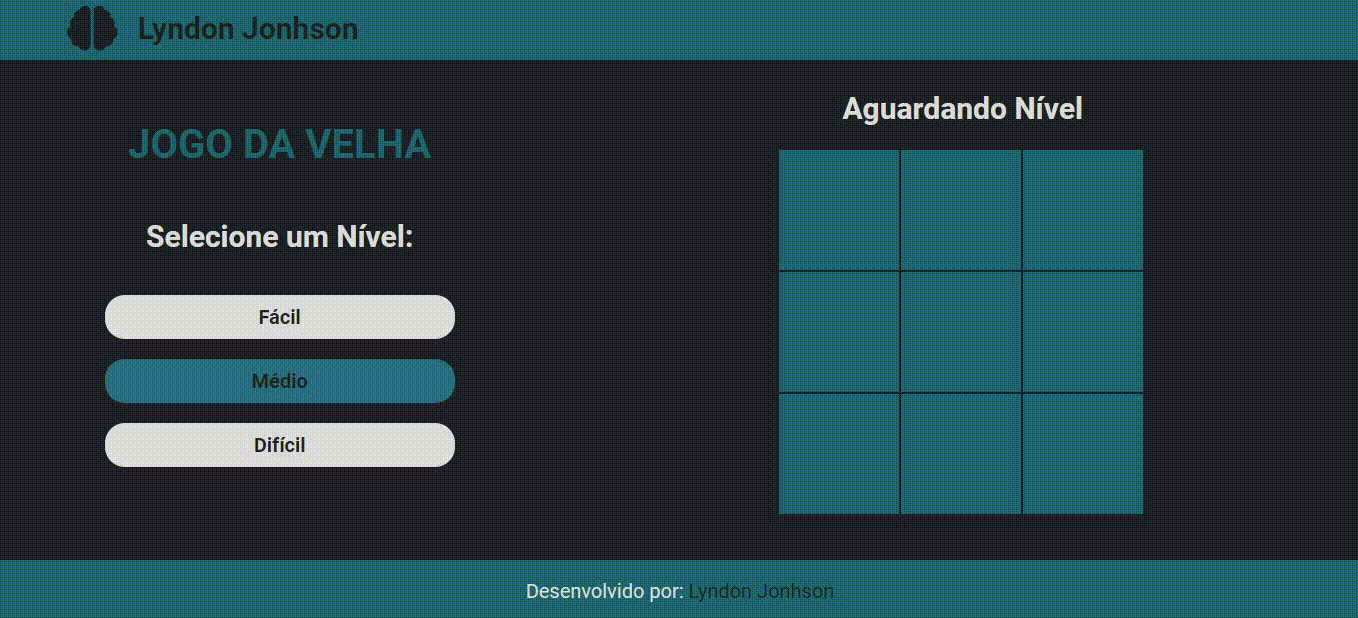 Lyndon Jonhson
JOGO DA VELHA
Selecione um Nível:
Fácil
Médio
Difícil
Aguardando Nível
Desenvolvido por: Lyndon Jonhson